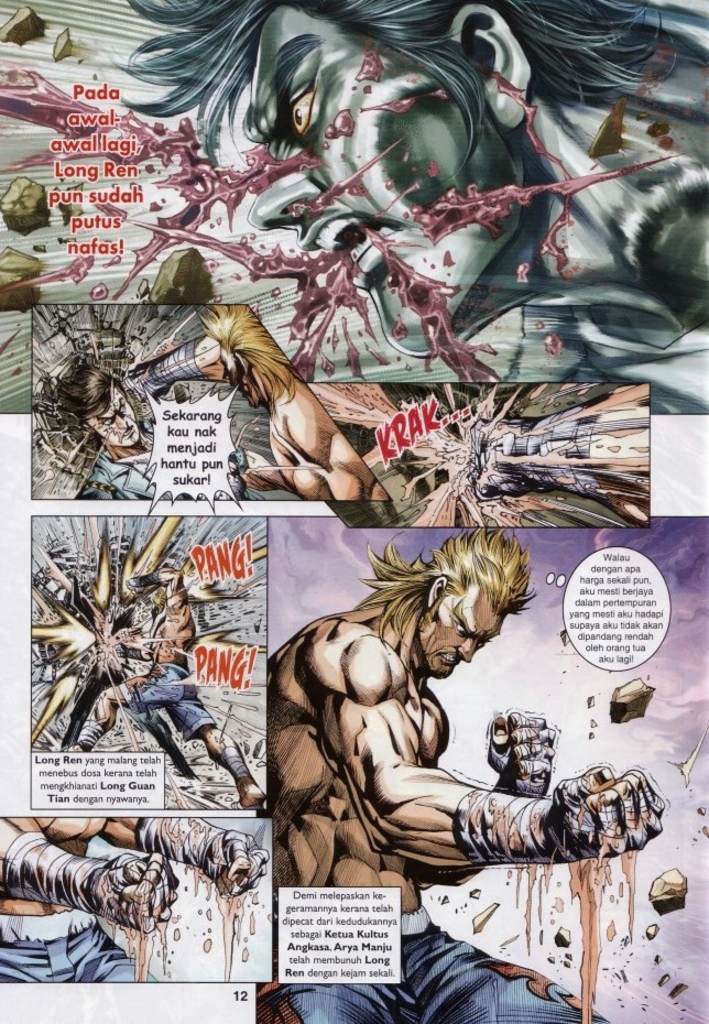 Pada
awal-
awal lagi,
Long Ren
pun sudah
putus
nafas!
Sekarang
kau nak
menjadi
hantu pun
sukar!
KRAK...
PANG!
PANG!
Long Ren yang malang telah
menebus dosa kerana telah
mengkhianati Long Guan
Tian dengan nyawanya.
Walau
dengan apa
harga sekali pun,
aku mesti berjaya
dalam pertempuran
yang mesti aku hadapi
supaya aku tidak akan
dipandang rendah
oleh orang tua
aku lagi!
Demi melepaskan ke-
geramannya kerana telah
dipecat dari kedudukannya
sebagai Ketua Kultus
Angkasa, Arya Manju
telah membunuh Long
Ren dengan kejam sekali.
12